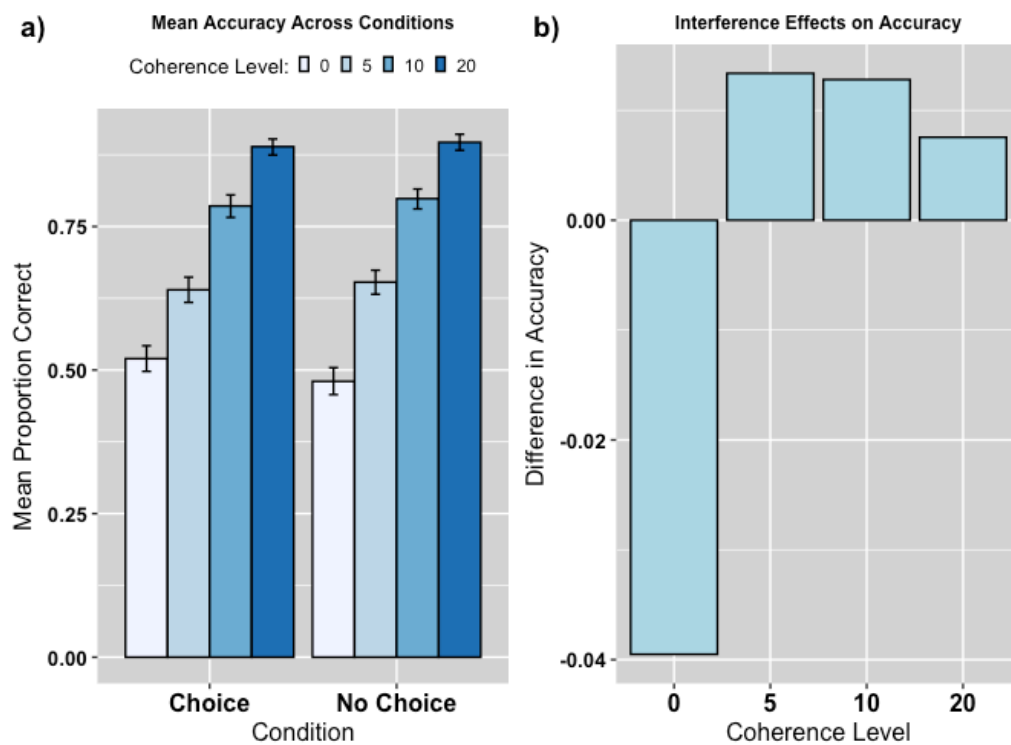 a)
Mean Accuracy Across Conditions
Coherence Level: 0 5 10 20
Mean Proportion Correct
0.75
0.50
0.25
0.00
Choice No Choice
Condition
b)
Interference Effects on Accuracy
Difference in Accuracy
0.00
-0.02
-0.04
0 5 10 20
Coherence Level